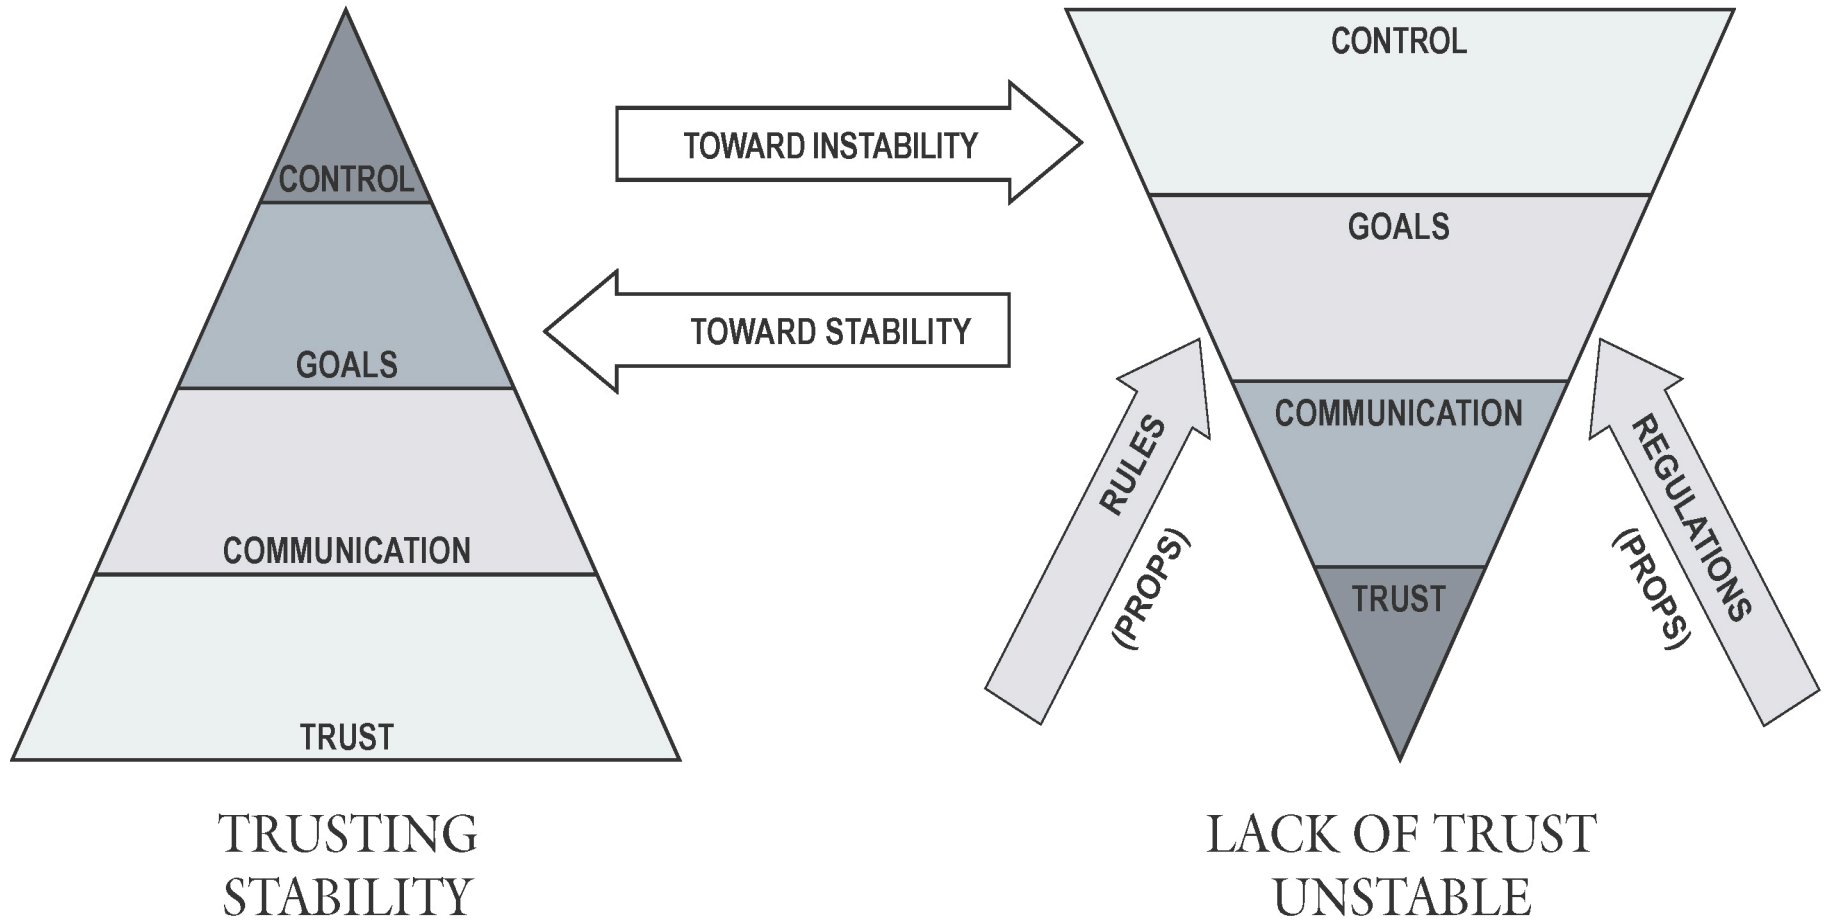 CONTROL
GOALS
COMMUNICATION
TRUST
TRUSTING
STABILITY
TOWARD INSTABILITY
TOWARD STABILITY
CONTROL
GOALS
COMMUNICATION
TRUST
RULES
(PROPS)
REGULATIONS
(PROPS)
LACK OF TRUST
UNSTABLE